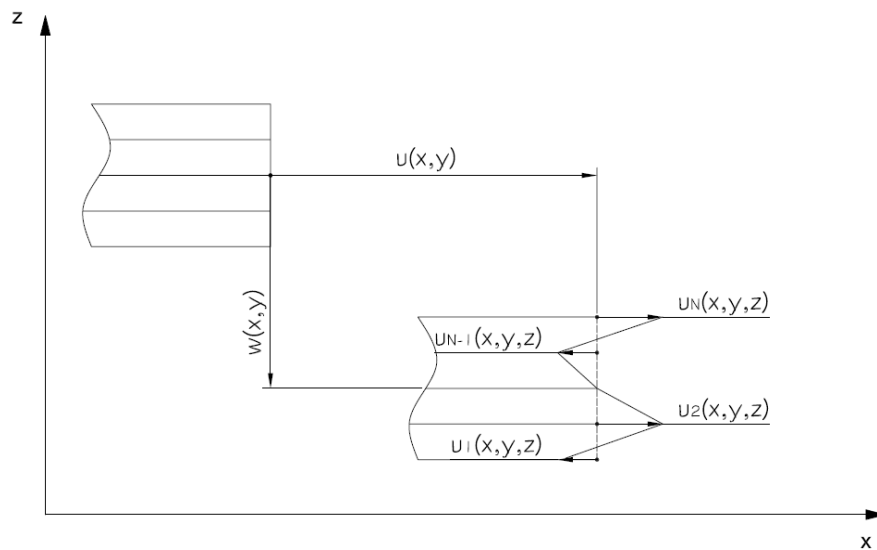 z
u(x,y)
w(x,y)
uN(x,y,z)
uN-1(x,y,z)
u2(x,y,z)
u1(x,y,z)
x